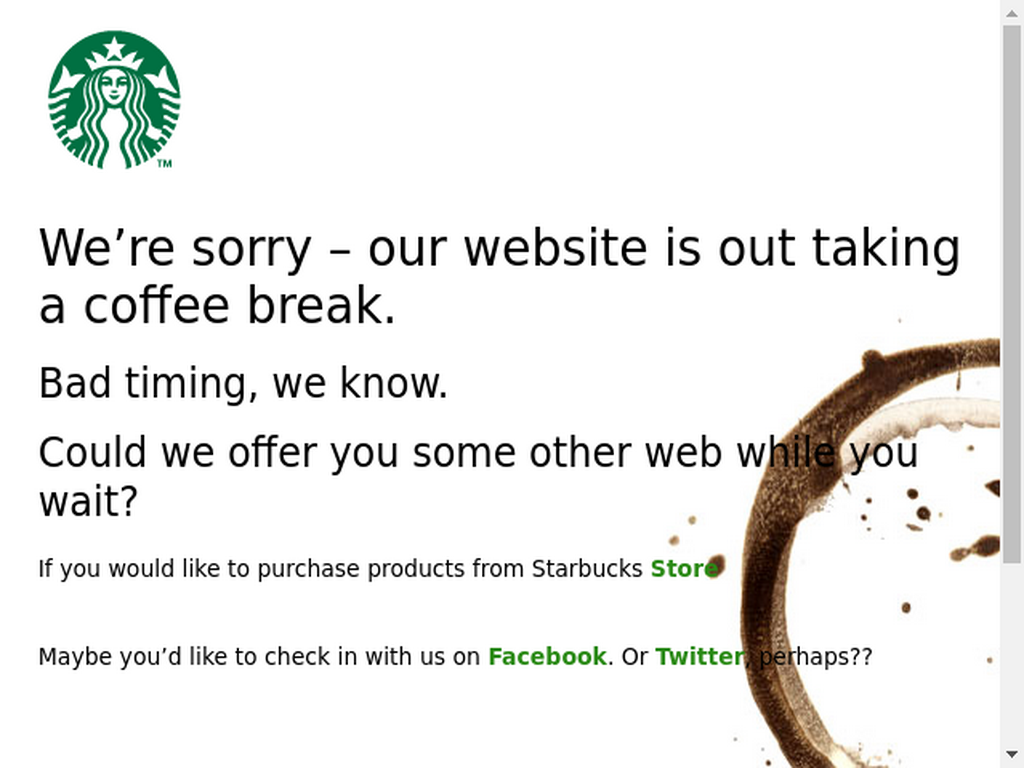 TM
We’re sorry – our website is out taking
a coffee break.
Bad timing, we know.
Could we offer you some other web while you
wait?
If you would like to purchase products from Starbucks Store
Maybe you’d like to check in with us on Facebook. Or Twitter, perhaps??